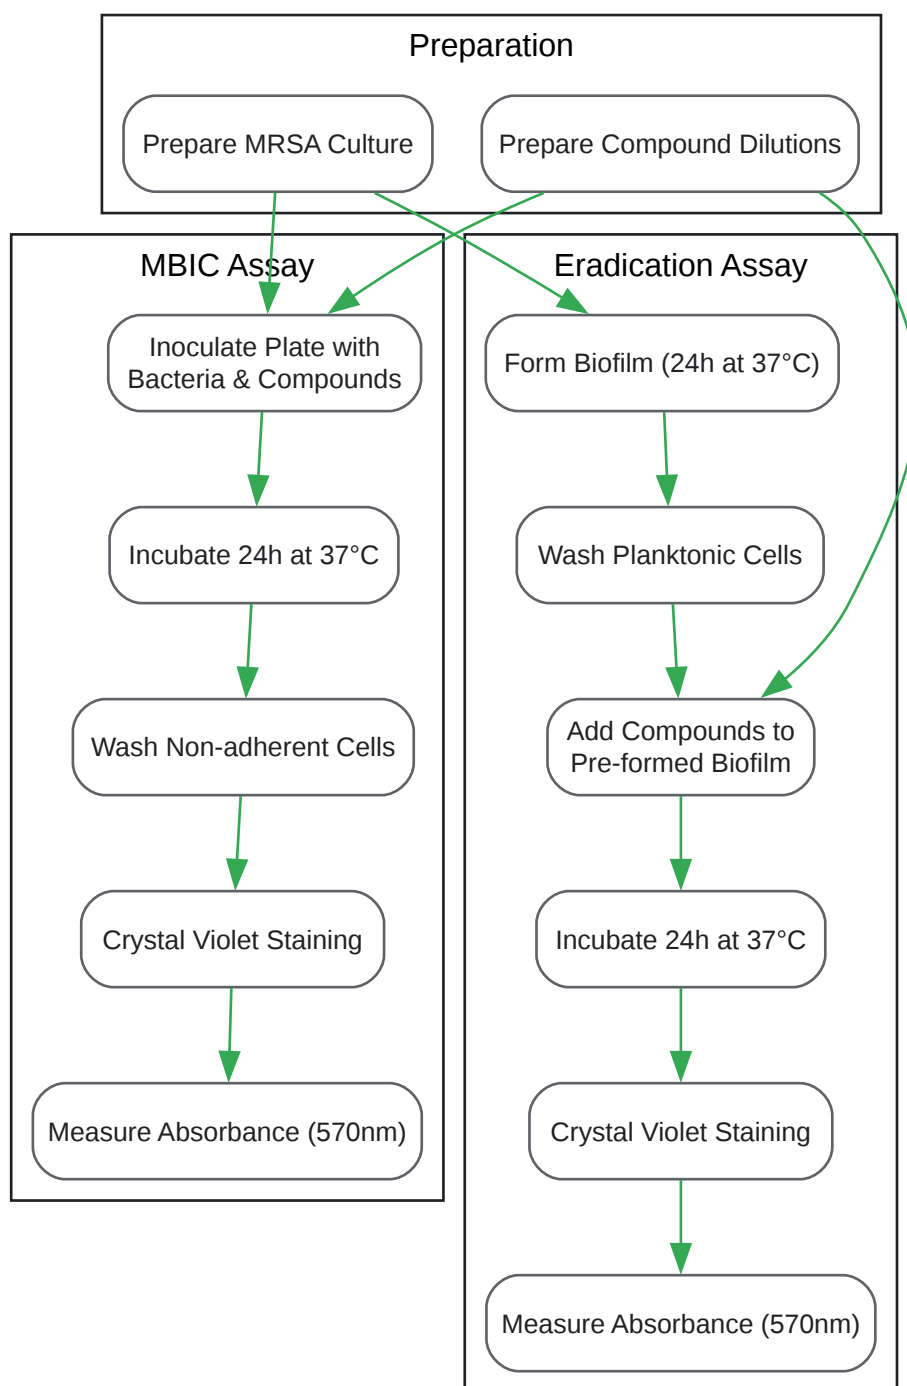 Preparation
Prepare MRSA Culture
Prepare Compound Dilutions
MBIC Assay
Inoculate Plate with
Bacteria & Compounds
Incubate 24h at 37°C
Wash Non-adherent Cells
Crystal Violet Staining
Measure Absorbance (570nm)
Eradication Assay
Form Biofilm (24h at 37°C)
Wash Planktonic Cells
Add Compounds to
Pre-formed Biofilm
Incubate 24h at 37°C
Crystal Violet Staining
Measure Absorbance (570nm)